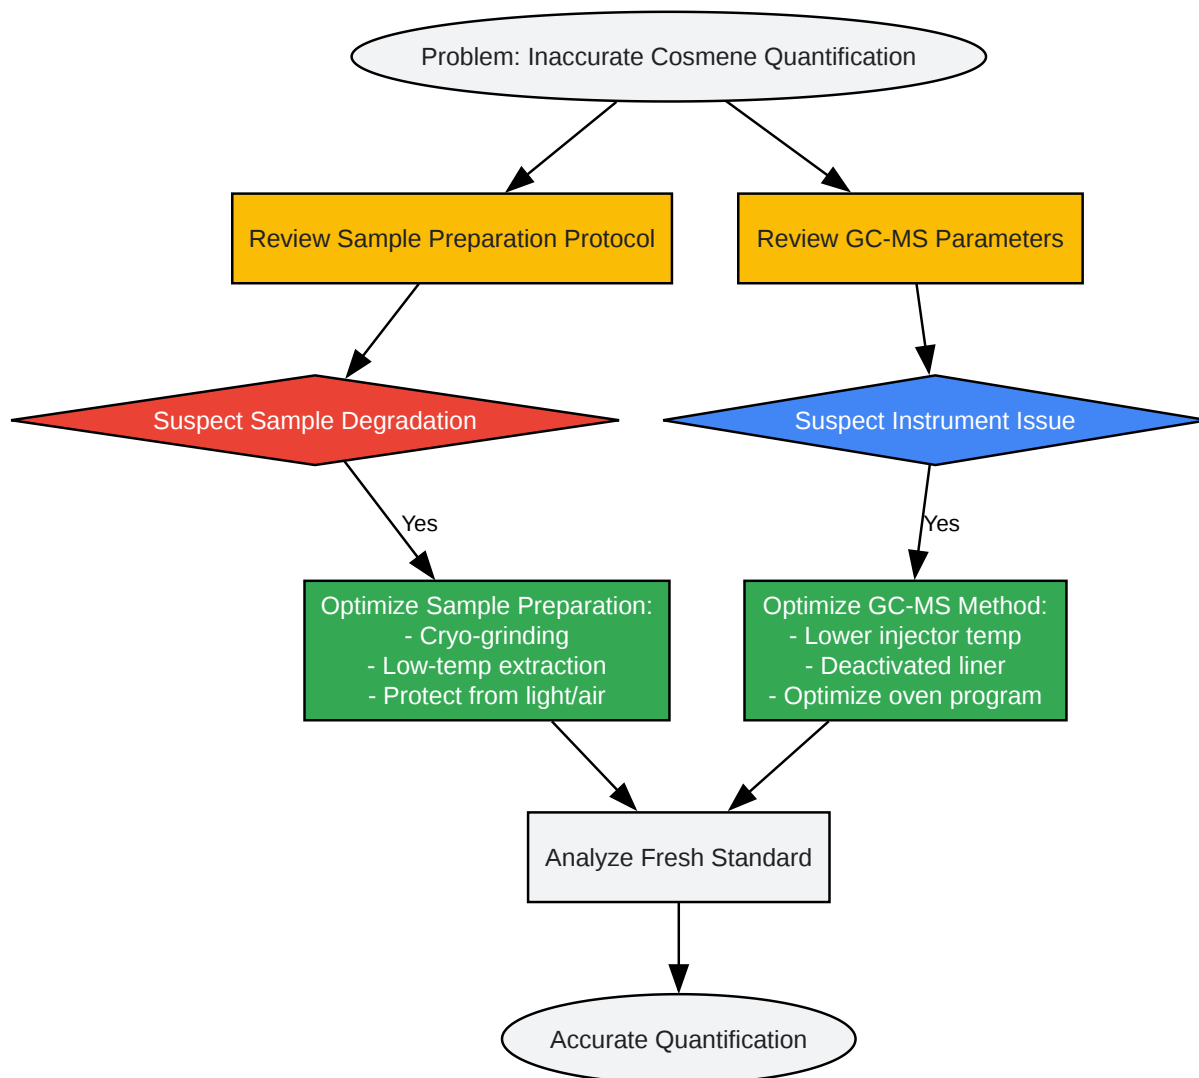 Problem: Inaccurate Cosmene Quantification
Review Sample Preparation Protocol
Review GC-MS Parameters
Suspect Sample Degradation
Suspect Instrument Issue
Yes
Yes
Optimize Sample Preparation:
- Cryo-grinding
- Low-temp extraction
- Protect from light/air
Optimize GC-MS Method:
- Lower injector temp
- Deactivated liner
- Optimize oven program
Analyze Fresh Standard
Accurate Quantification